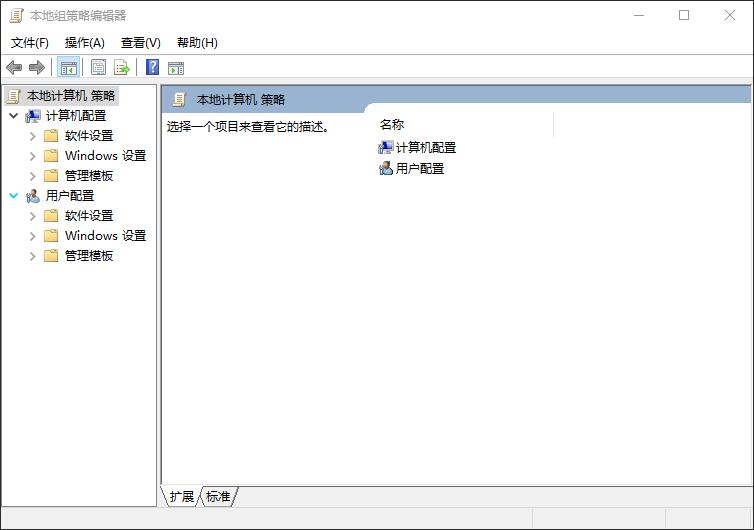 本地组策略编辑器
文件(F) 操作(A) 查看(V) 帮助(H)
本地计算机 策略
计算机配置
软件设置
Windows 设置
管理模板
用户配置
软件设置
Windows 设置
管理模板
本地计算机 策略
选择一个项目来查看它的描述。
名称
计算机配置
用户配置
扩展 标准